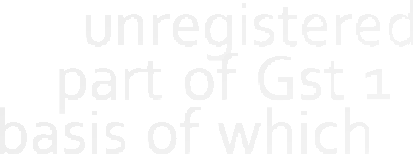 unregistered
part of Gst 1
basis of which